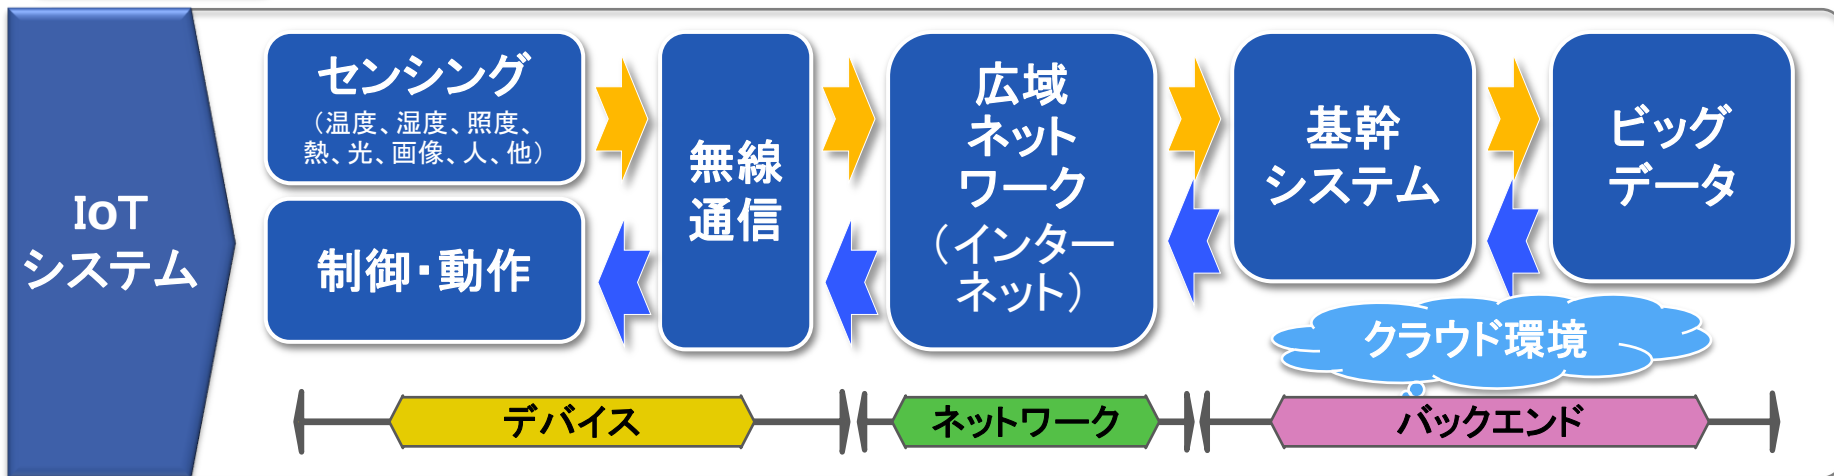 IoT
システム
センシング
（温度、湿度、照度、
熱、光、画像、人、他）
制御・動作
無線
通信
広域
ネット
ワーク
（インター
ネット）
基幹
システム
ビッグ
データ
クラウド環境
デバイス
ネットワーク
バックエンド